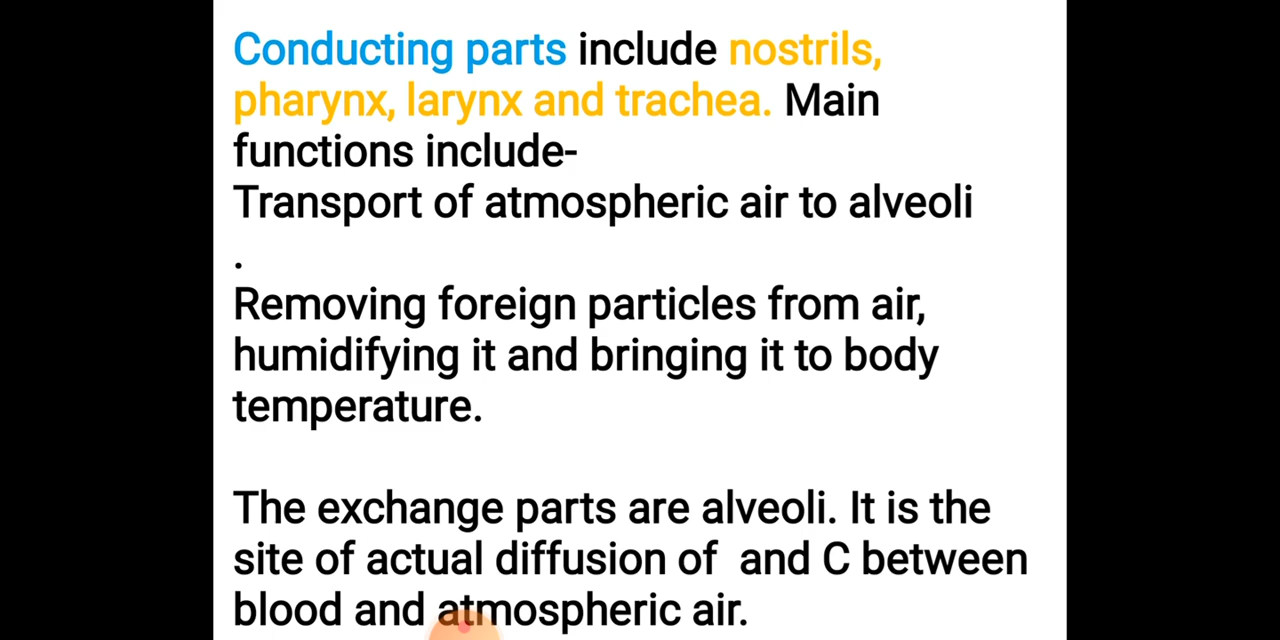 Conducting parts include nostrils,
pharynx, larynx and trachea. Main
functions include-
Transport of atmospheric air to alveoli
.
Removing foreign particles from air,
humidifying it and bringing it to body
temperature.
The exchange parts are alveoli. It is the
site of actual diffusion of  and C between
blood and atmospheric air.